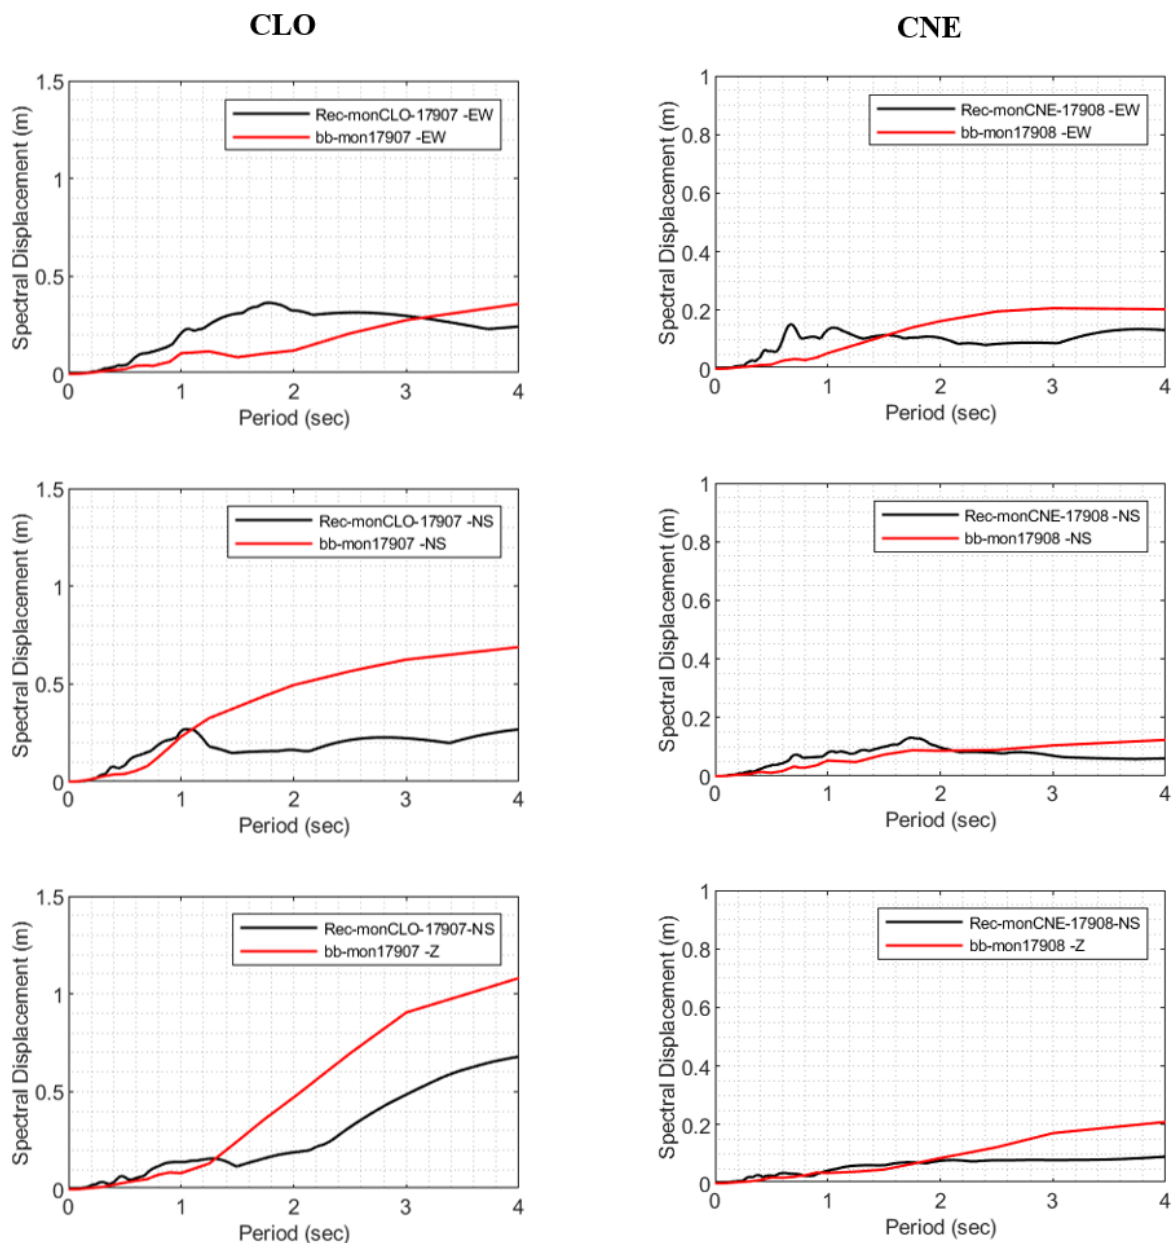 CLO
CNE
1.5
1
0.5
0
Spectral Displacement (m)
Rec-monCLO-17907 -EW
bb-mon17907 -EW
0 1 2 3 4
Period (sec)
1
0.8
0.6
0.4
0.2
0
Spectral Displacement (m)
Rec-monCNE-17908 -EW
bb-mon17908 -EW
0 1 2 3 4
Period (sec)
1.5
1
0.5
0
Spectral Displacement (m)
Rec-monCLO-17907 -NS
bb-mon17907 -NS
0 1 2 3 4
Period (sec)
1
0.8
0.6
0.4
0.2
0
Spectral Displacement (m)
Rec-monCNE-17908 -NS
bb-mon17908 -NS
0 1 2 3 4
Period (sec)
1.5
1
0.5
0
Spectral Displacement (m)
Rec-monCLO-17907-NS
bb-mon17907 -Z
0 1 2 3 4
Period (sec)
1
0.8
0.6
0.4
0.2
0
Spectral Displacement (m)
Rec-monCNE-17908-NS
bb-mon17908 -Z
0 1 2 3 4
Period (sec)